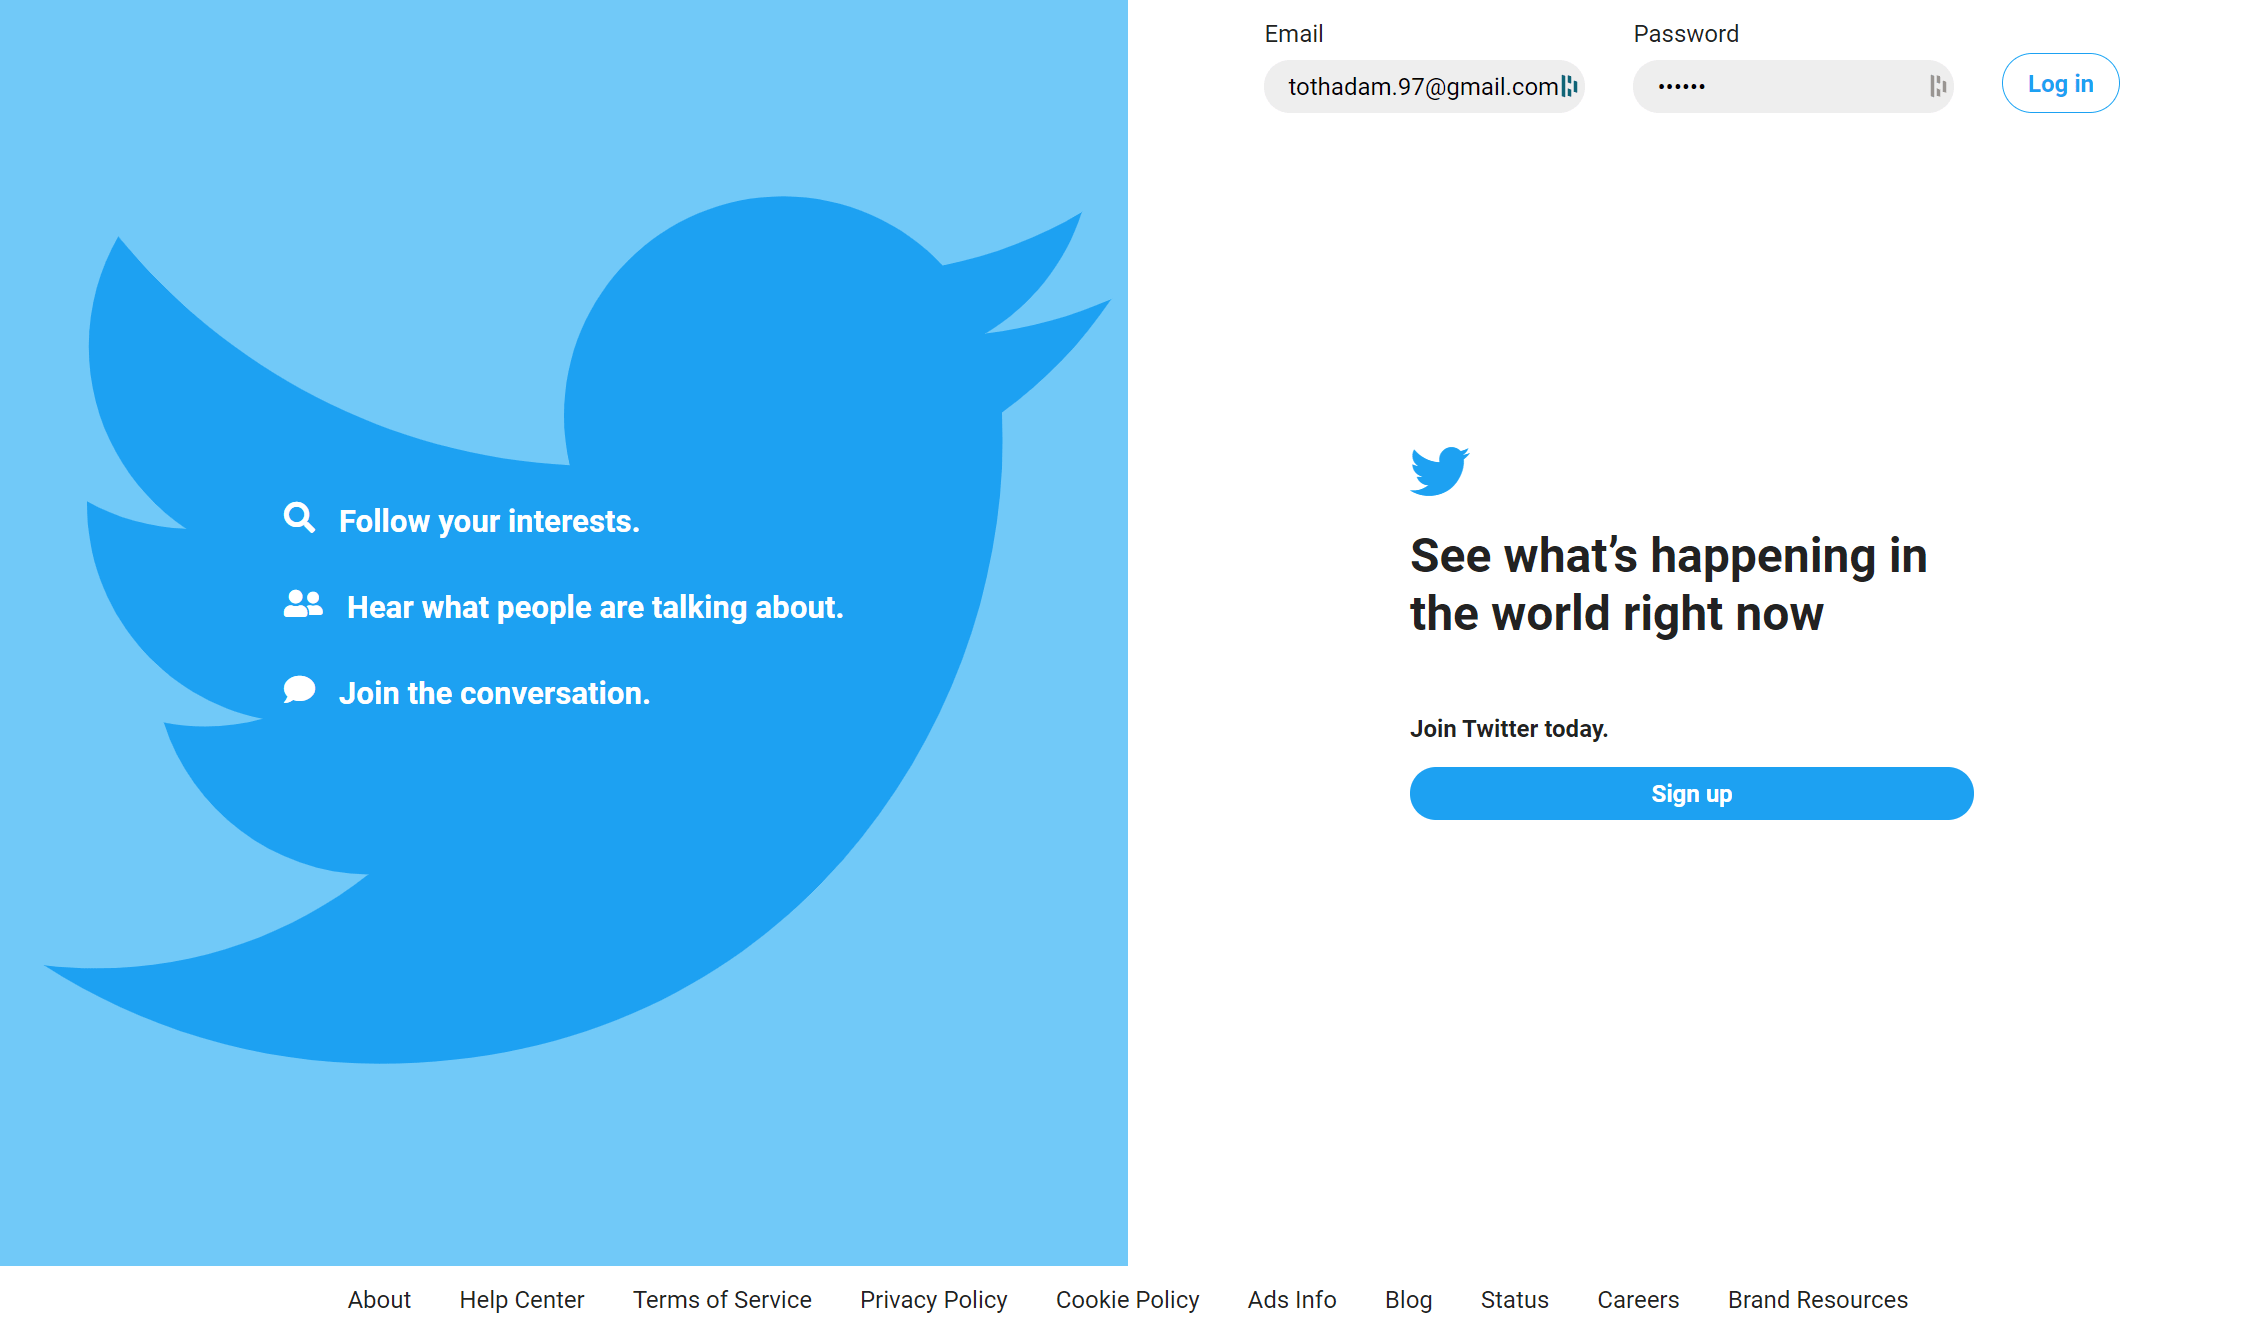 Email
Password
tothadam.97@gmail.com
••••••
Log in
Follow your interests.
Hear what people are talking about.
Join the conversation.
See what’s happening in
the world right now
Join Twitter today.
Sign up
About Help Center Terms of Service Privacy Policy Cookie Policy Ads Info Blog Status Careers Brand Resources